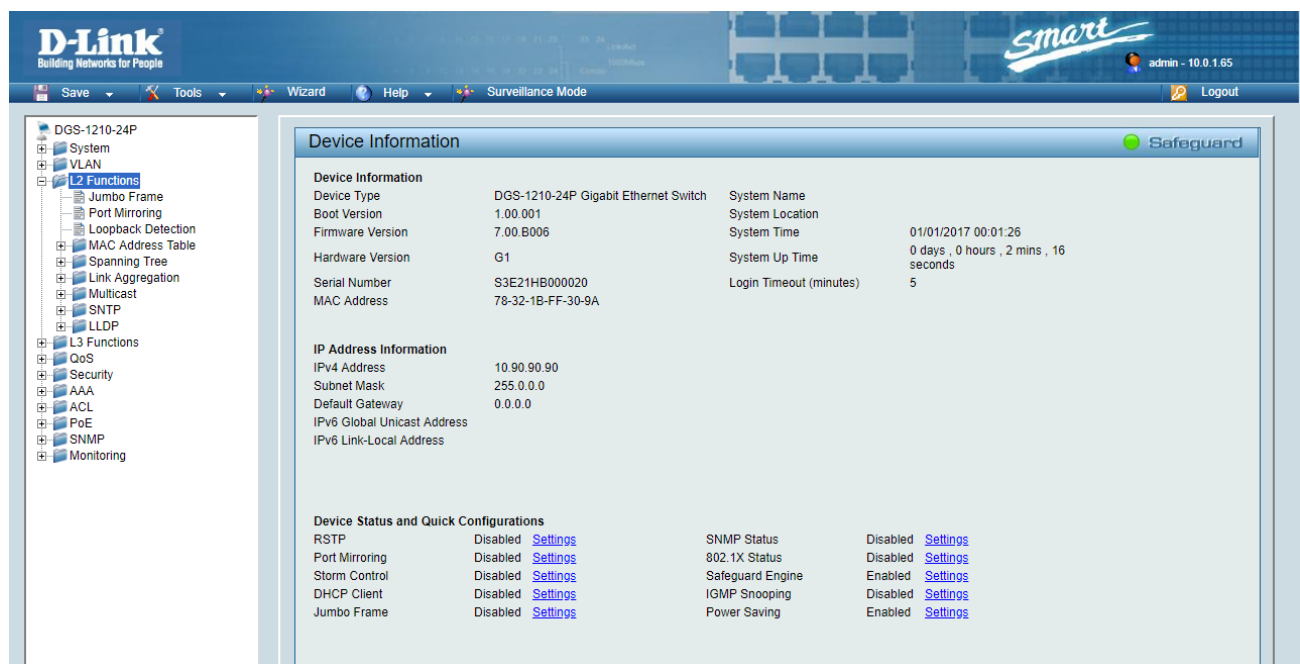 D-Link
Building Networks for People
smart
admin - 10.0.1.65
Save Tools Wizard Help Surveillance Mode Logout
DGS-1210-24P
System
VLAN
L2 Functions
Jumbo Frame
Port Mirroring
Loopback Detection
MAC Address Table
Spanning Tree
Link Aggregation
Multicast
SNTP
LLDP
L3 Functions
QoS
Security
AAA
ACL
PoE
SNMP
Monitoring
Device Information Safeguard
Device Information
Device Type DGS-1210-24P Gigabit Ethernet Switch System Name
Boot Version 1.00.001 System Location
Firmware Version 7.00.B006 System Time 01/01/2017 00:01:26
Hardware Version G1 System Up Time 0 days , 0 hours , 2 mins , 16
seconds
Serial Number S3E21HB000020 Login Timeout (minutes) 5
MAC Address 78-32-1B-FF-30-9A
IP Address Information
IPv4 Address 10.90.90.90
Subnet Mask 255.0.0.0
Default Gateway 0.0.0.0
IPv6 Global Unicast Address
IPv6 Link-Local Address
Device Status and Quick Configurations
RSTP Disabled Settings SNMP Status Disabled Settings
Port Mirroring Disabled Settings 802.1X Status Disabled Settings
Storm Control Disabled Settings Safeguard Engine Enabled Settings
DHCP Client Disabled Settings IGMP Snooping Disabled Settings
Jumbo Frame Disabled Settings Power Saving Enabled Settings